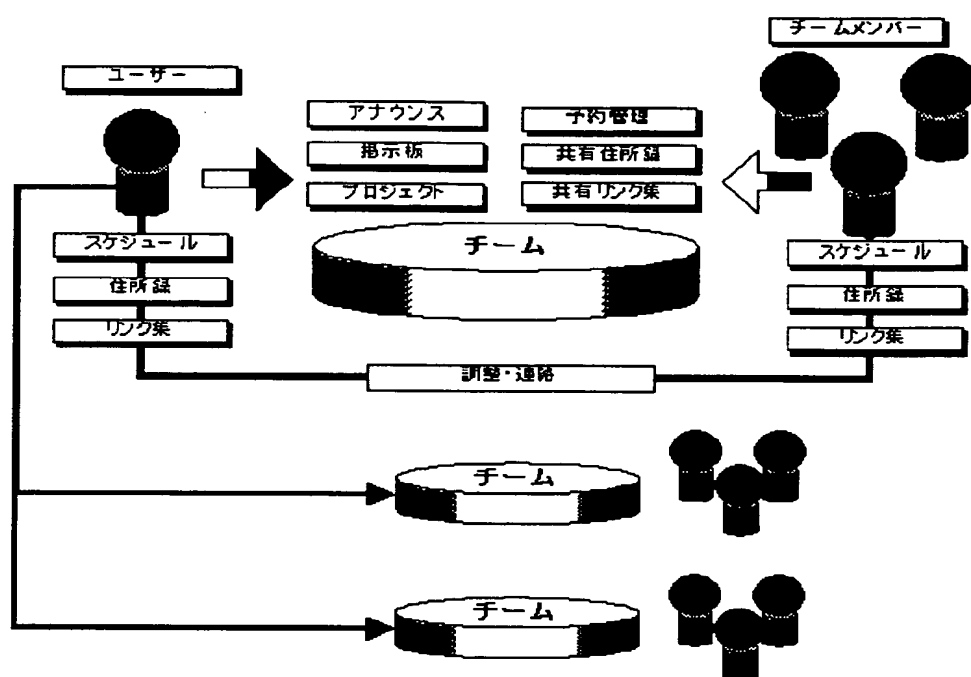 チームメンバー
ユーザー
アナウンス
予約管理
掲示板
共有住所録
プロジェクト
共有リンク集
チーム
スケジュール
住所録
リンク集
スケジュール
住所録
リンク集
調整・連絡
チーム
チーム